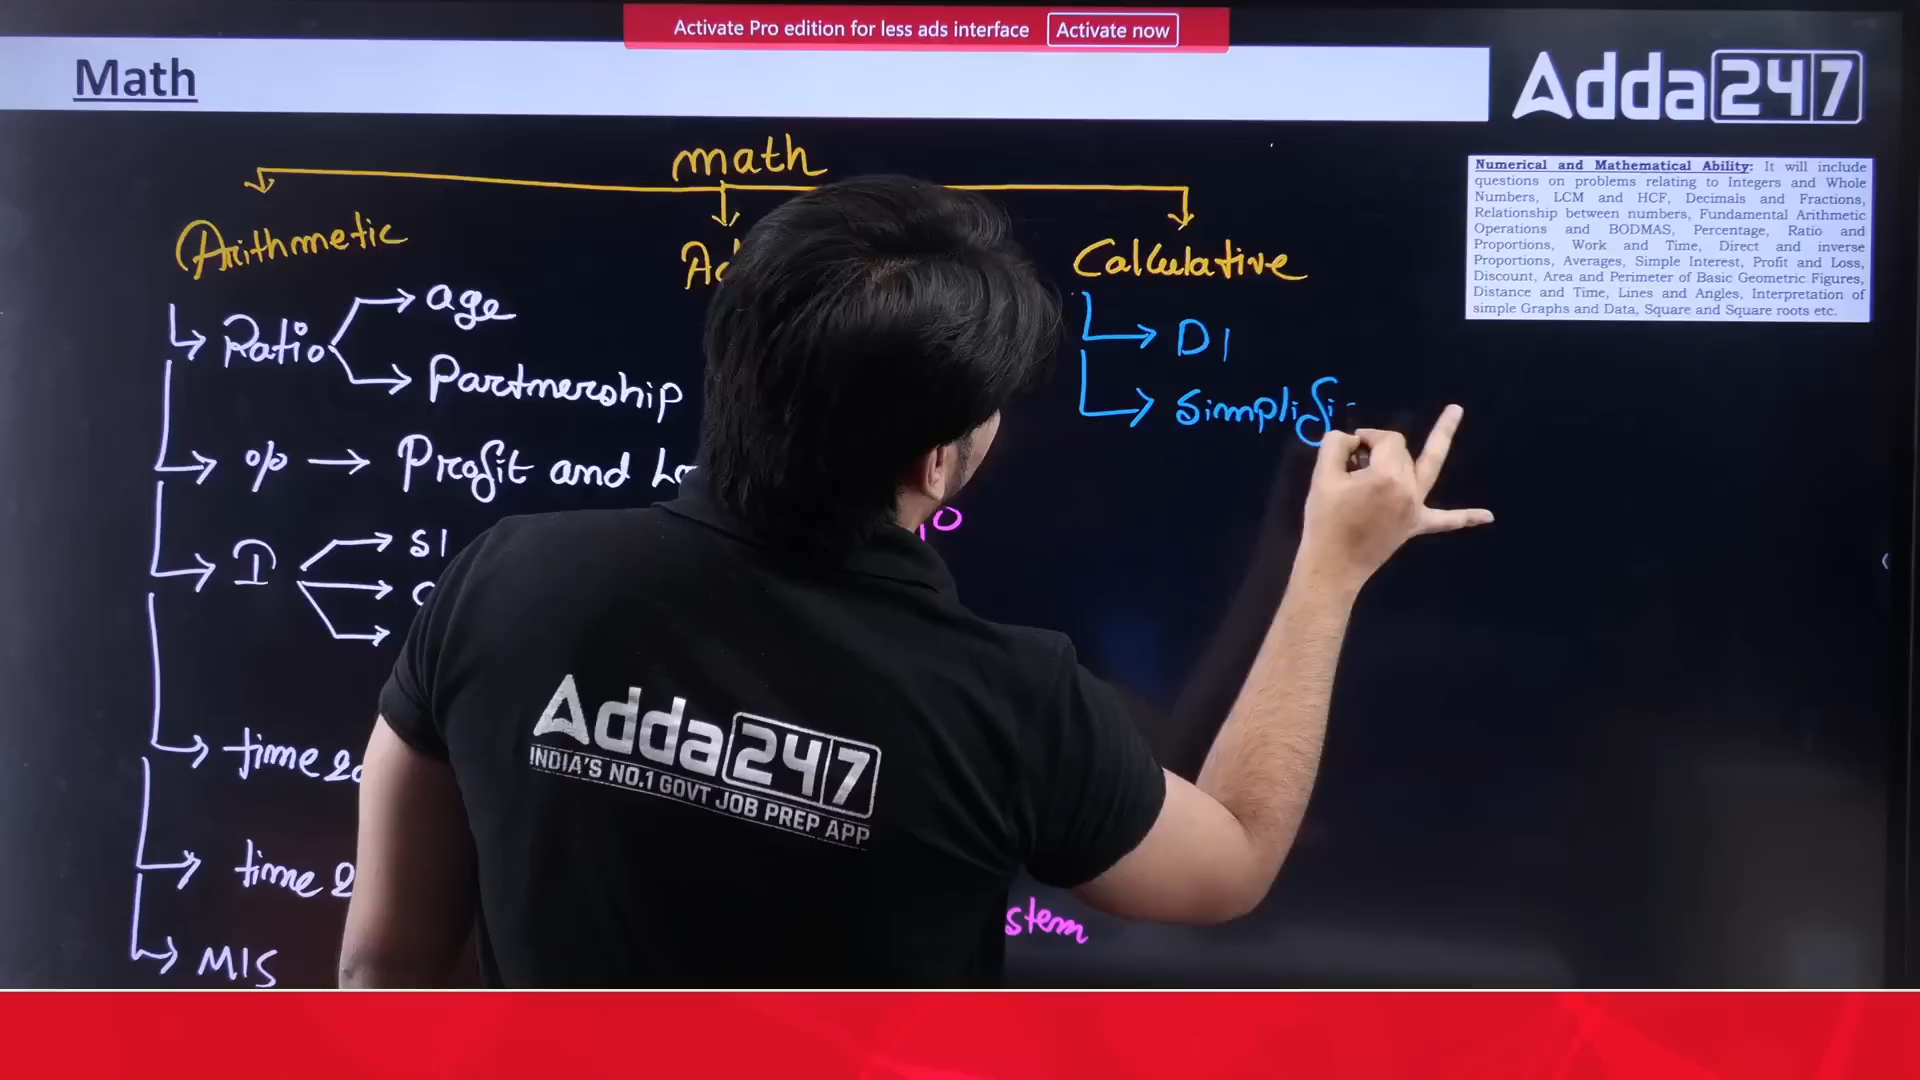 Activate Pro edition for less ads interface Activate now
Math
Adda247
math
Numerical and Mathematical Ability: It will include
questions on problems relating to Integers and Whole
Numbers, LCM and HCF, Decimals and Fractions,
Relationship between numbers, Fundamental Arithmetic
Operations and BODMAS, Percentage, Ratio and
Proportions, Work and Time, Direct and inverse
Proportions, Averages, Simple Interest, Profit and Loss,
Discount, Area and Perimeter of Basic Geometric Figures,
Distance and Time, Lines and Angles, Interpretation of
simple Graphs and Data, Square and Square roots etc.
Arithmetic
Ad
Calculative
Ratio
age
Partnership
DI
Simplifi
% → Profit and Lo
I
SI
C
time
time
MIS
stem
Adda247
INDIA'S NO.1 GOVT JOB PREP APP